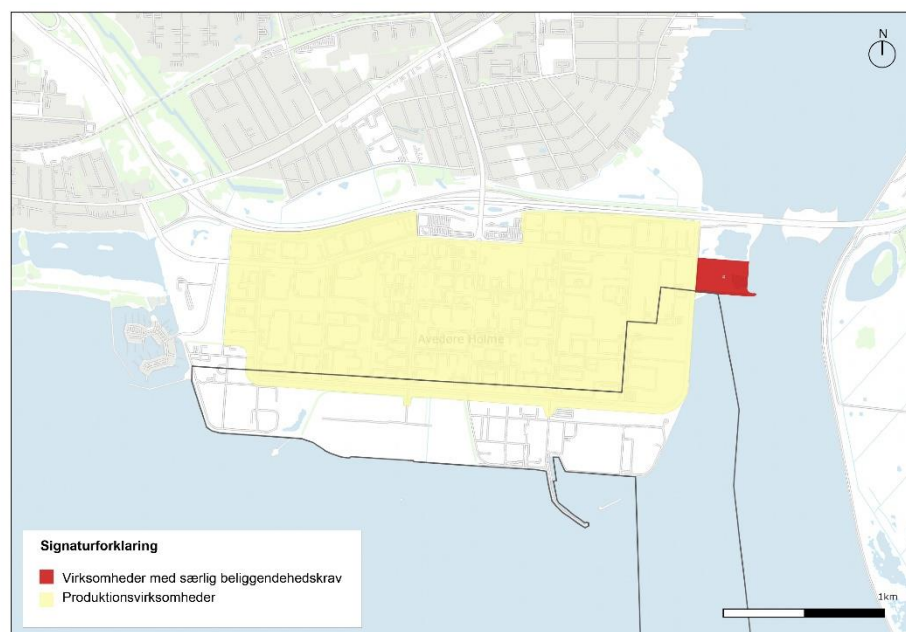 N
Avedøre Holme
Signaturforklaring
Virksomheder med særlig beliggendehedskrav
Produktionsvirksomheder
1km